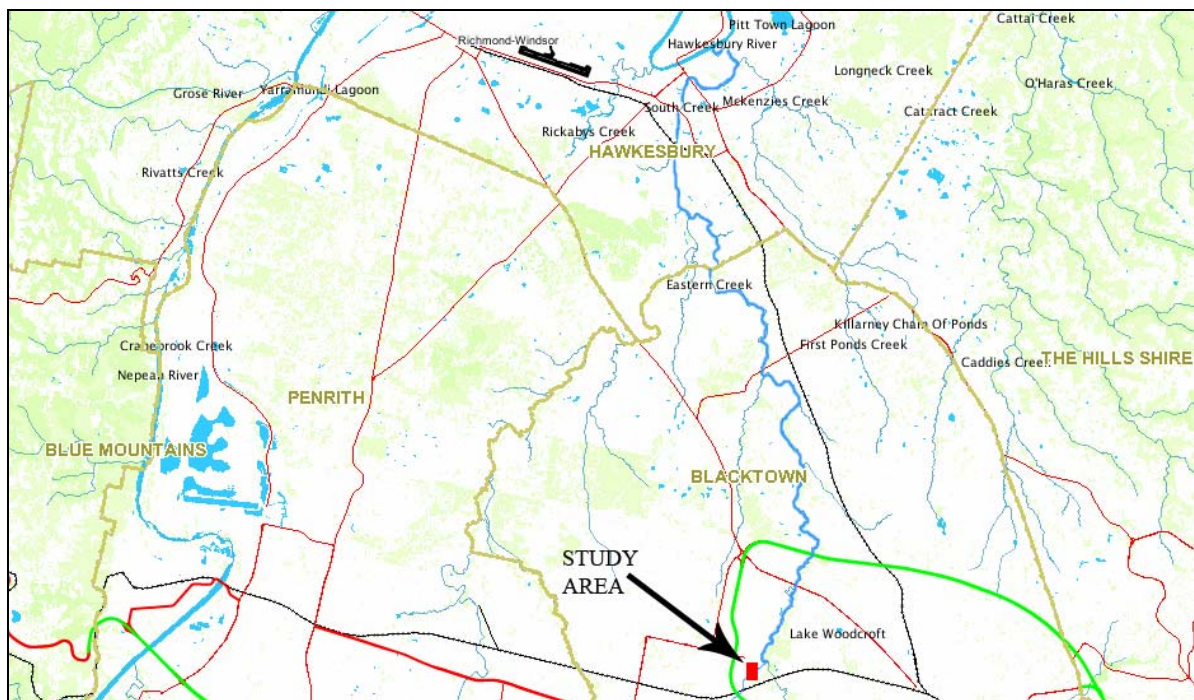 Cattai Creek
Pitt Town Lagoon
Richmond-Windsor
Hawkesbury River
Longneck Creek
O'Haras Creek
Grose River
Yarramundi Lagoon
South Creek
Mckenzies Creek
Cataract Creek
Rickabys Creek
HAWKESBURY
Rivatts Creek
Eastern Creek
Killarney Chain Of Ponds
First Ponds Creek
Cranebrook Creek
Caddies Creek
THE HILLS SHIRE
Nepean River
PENRITH
BLUE MOUNTAINS
BLACKTOWN
STUDY
AREA
Lake Woodcroft